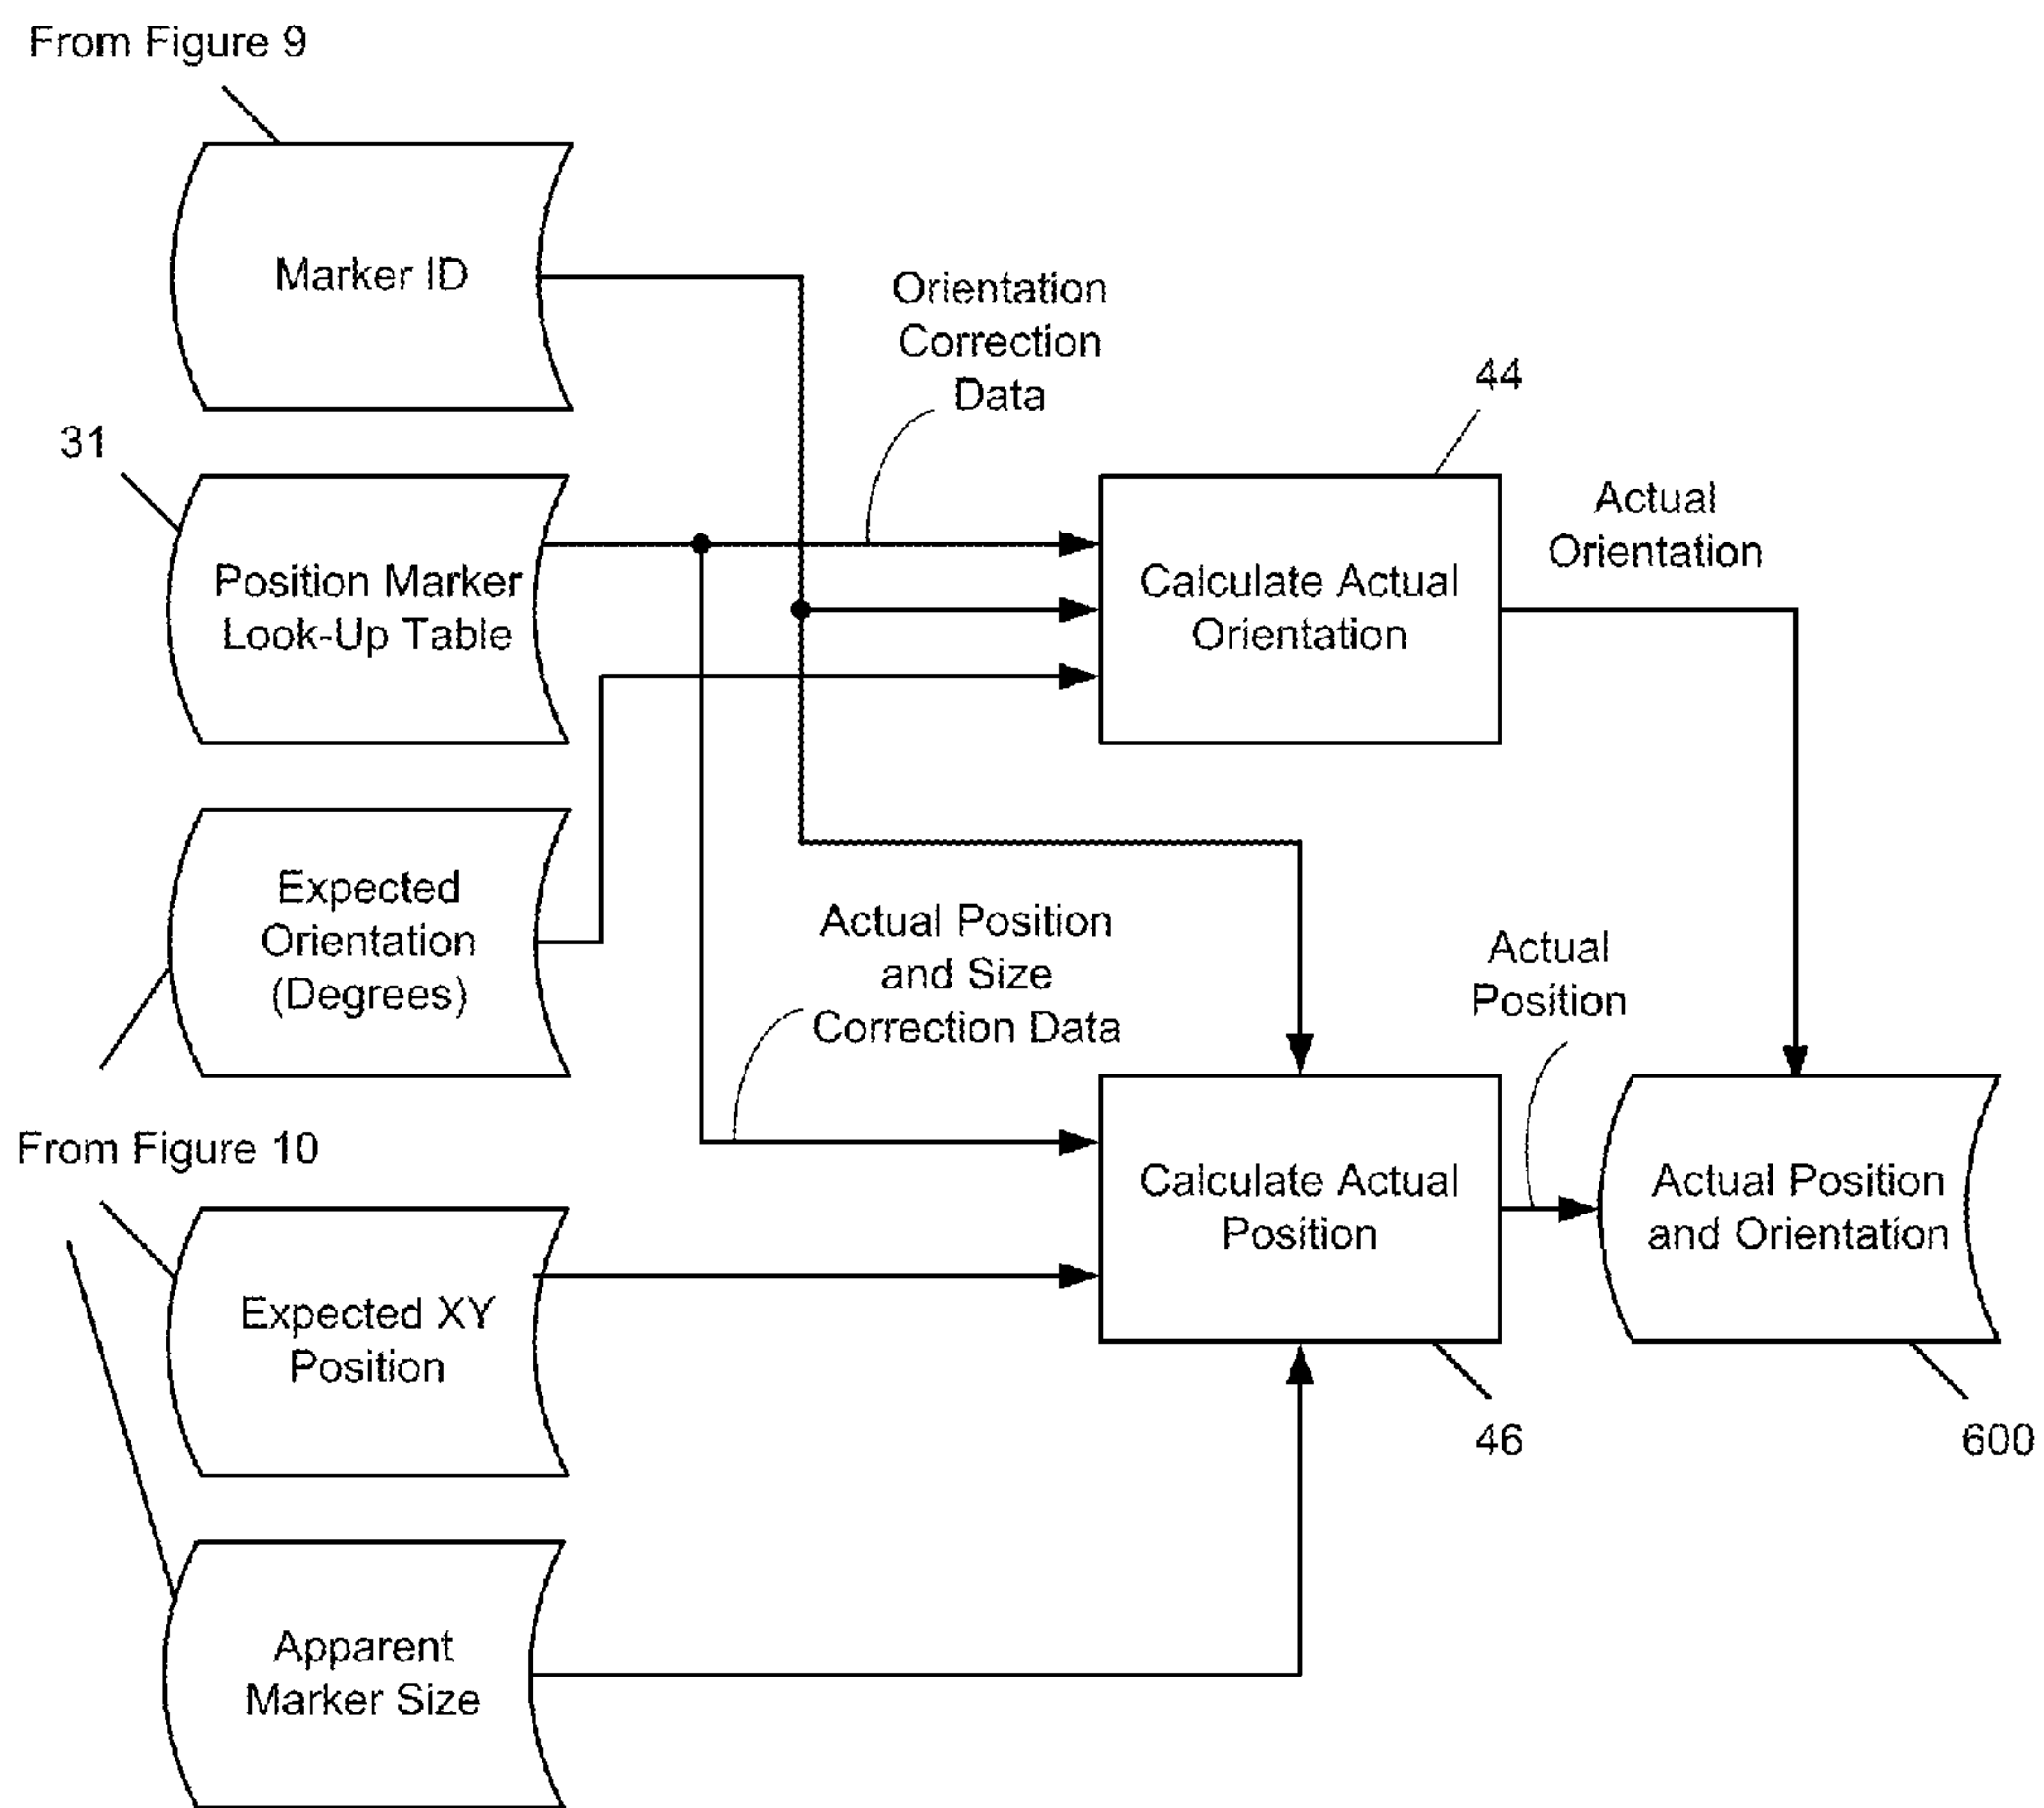 From Figure 9
Marker ID
Orientation
Correction
Data
44
31
Position Marker
Look-Up Table
Calculate Actual
Orientation
Actual
Orientation
Expected
Orientation
(Degrees)
Actual Position
and Size
Correction Data
Actual
Position
From Figure 10
Calculate Actual
Position
Actual Position
and Orientation
Expected XY
Position
46
600
Apparent
Marker Size